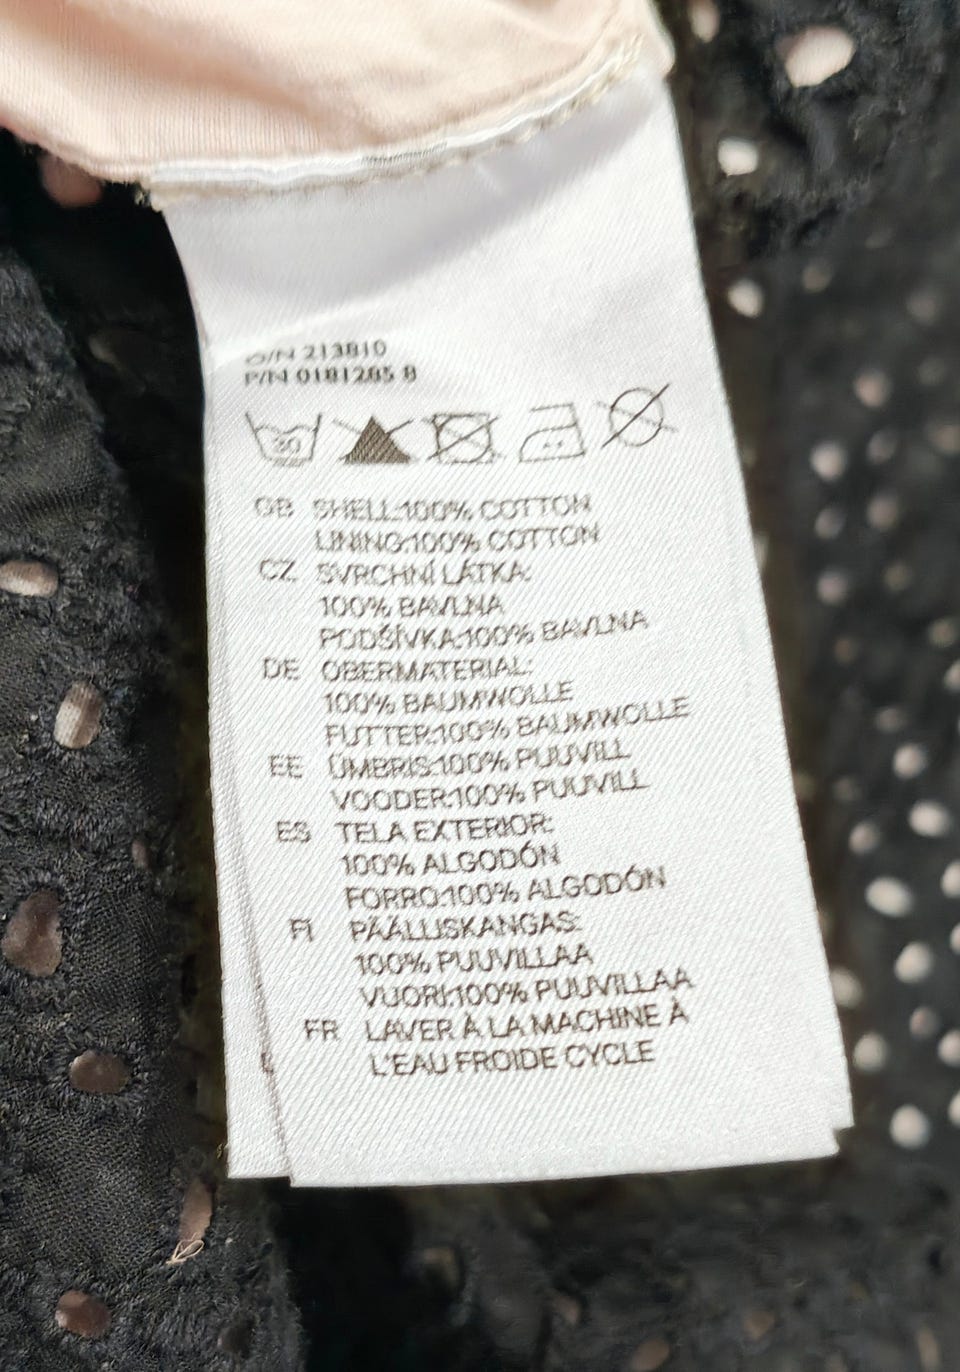 O/N 213810
P/N 0181285 8
30
GB SHELL:100% COTTON
LINING:100% COTTON
CZ SVRCHNÍ LÁTKA:
100% BAVLNA
PODŠÍVKA:100% BAVLNA
DE OBERMATERIAL:
100% BAUMWOLLE
FUTTER:100% BAUMWOLLE
EE ÜMBRIS:100% PUUVILL
VOODER:100% PUUVILL
ES TELA EXTERIOR:
100% ALGODÓN
FORRO:100% ALGODÓN
FI PÄÄLLISKANGAS:
100% PUUVILLAA
VUORI:100% PUUVILLAA
FR LAVER À LA MACHINE À
L'EAU FROIDE CYCLE